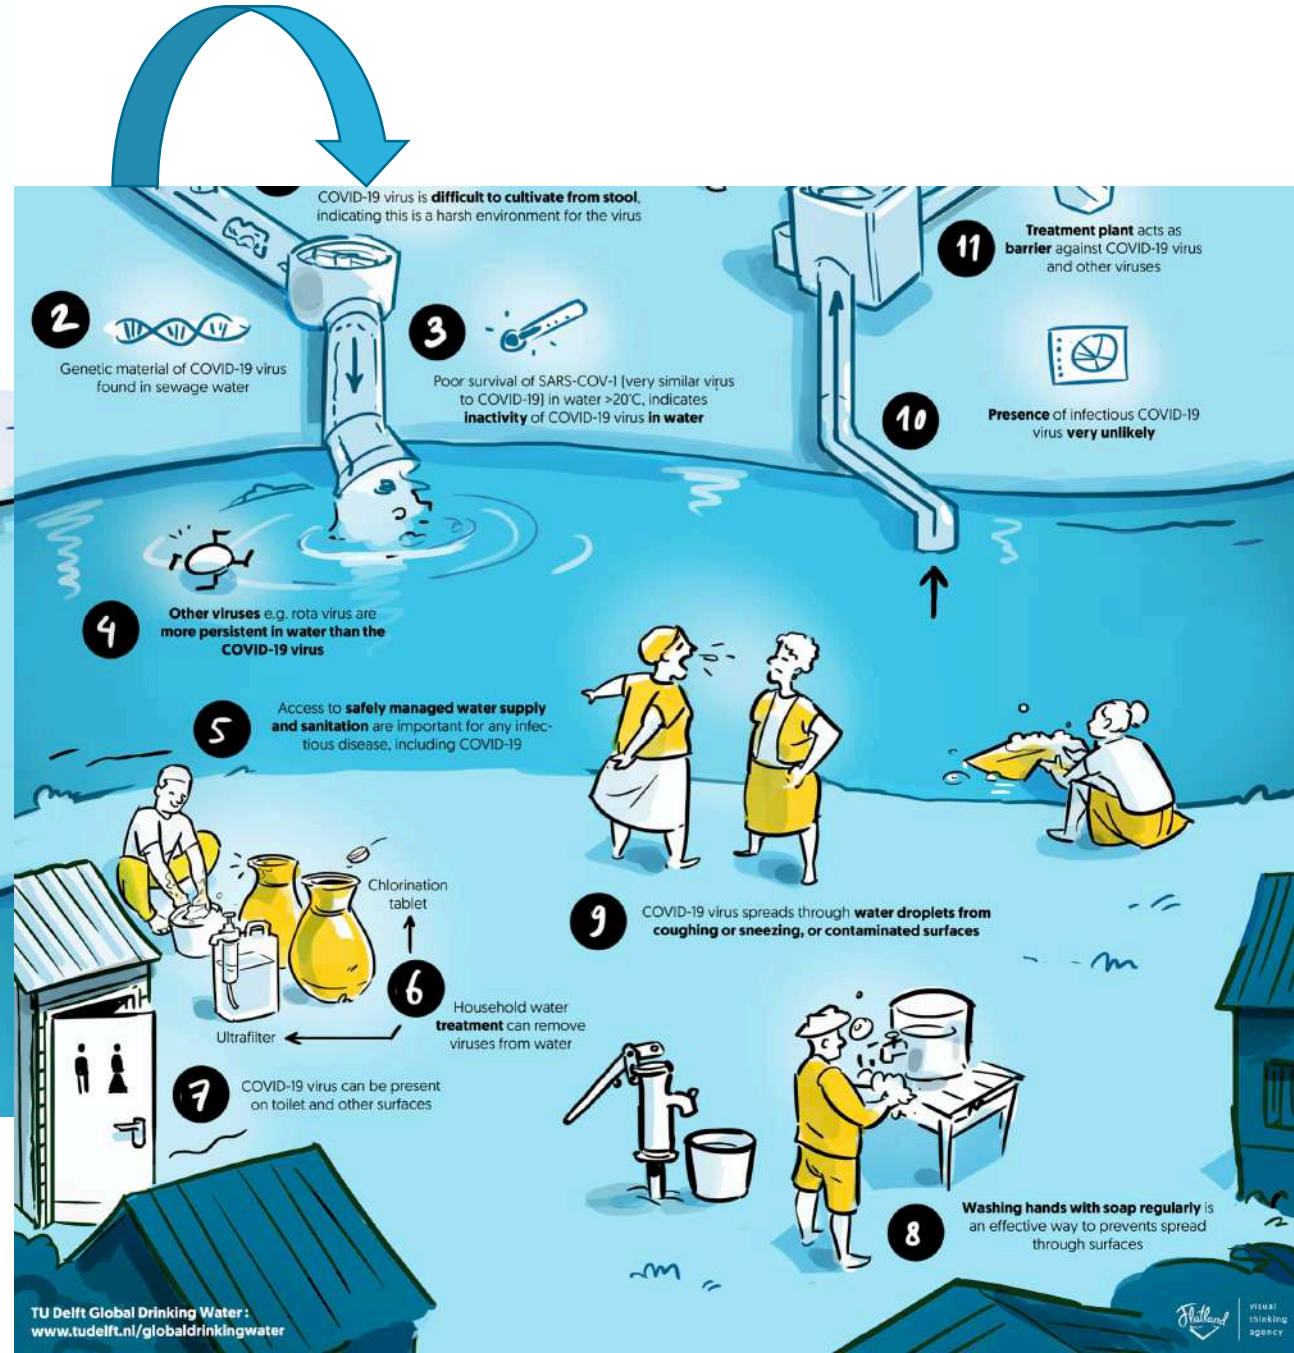 COVID-19 virus is difficult to cultivate from stool,
indicating this is a harsh environment for the virus
2
Genetic material of COVID-19 virus
found in sewage water
3
Poor survival of SARS-COV-1 (very similar virus
to COVID-19) in water >20°C, indicates
inactivity of COVID-19 virus in water
11
Treatment plant acts as
barrier against COVID-19 virus
and other viruses
10
Presence of infectious COVID-19
virus very unlikely
4
Other viruses e.g. rota virus are
more persistent in water than the
COVID-19 virus
5
Access to safely managed water supply
and sanitation are important for any infec-
tious disease, including COVID-19
Chlorination
tablet
6
Household water
treatment can remove
viruses from water
Ultrafilter
7
COVID-19 virus can be present
on toilet and other surfaces
9
COVID-19 virus spreads through water droplets from
coughing or sneezing, or contaminated surfaces
8
Washing hands with soap regularly is
an effective way to prevents spread
through surfaces
TU Delft Global Drinking Water:
www.tudelft.nl/globaldrinkingwater
Flatland
visual
thinking
agency